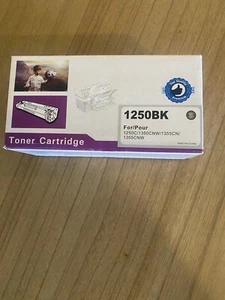 1250BK
For/Pour
1250C/1350CNW/1355CN/
1355CNW
Toner Cartridge